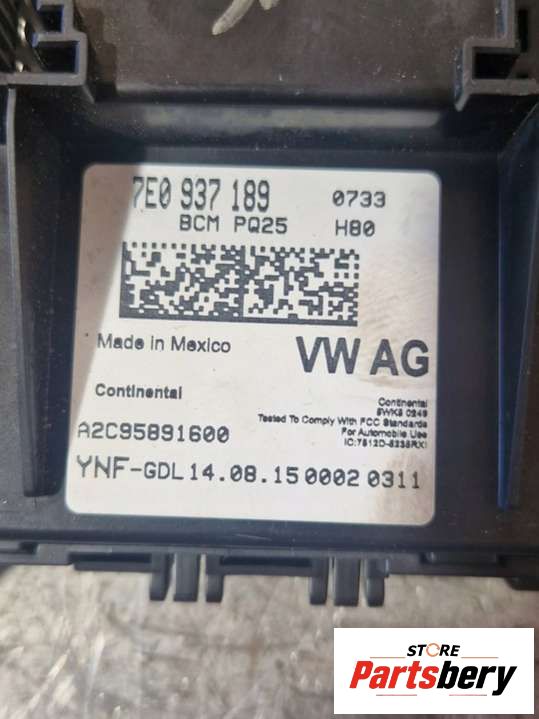 7E0 937 189 0733
BCM PQ25 H80
Made in Mexico VW AG
Continental
Continental
5WK5 0249
Tested To Comply With FCC Standards
For Automobile Use
A2C95891600
YNF-GDL 14.08.15 0002 0311
STORE
Partsbery